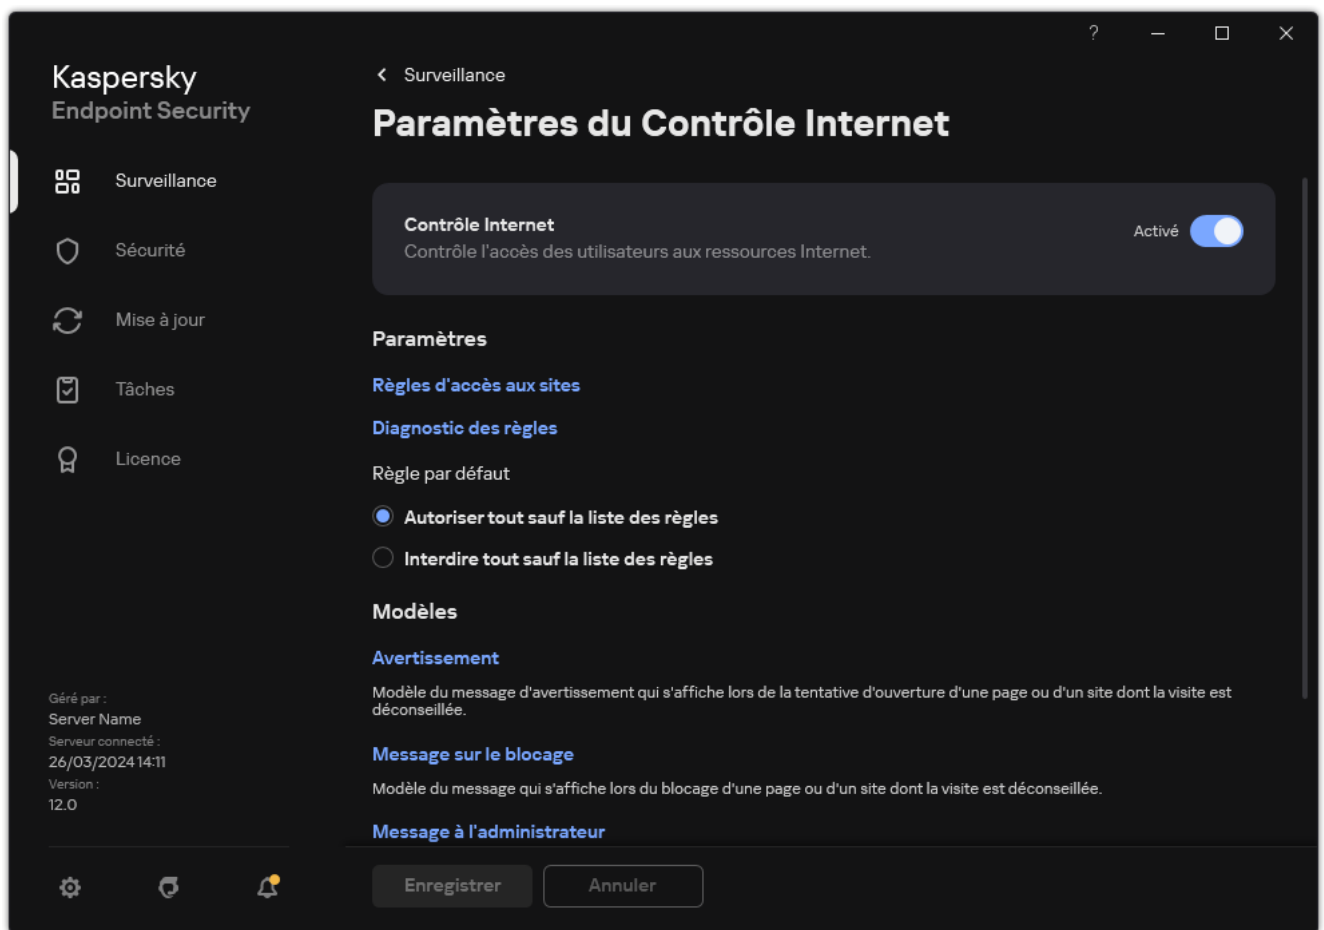 ?
Kaspersky
Endpoint Security
Surveillance
Sécurité
Mise à jour
Tâches
Licence
Géré par :
Server Name
Serveur connecté :
26/03/2024 14:11
Version :
12.0
Surveillance
Paramètres du Contrôle Internet
Contrôle Internet
Contrôle l'accès des utilisateurs aux ressources Internet.
Activé
Paramètres
Règles d'accès aux sites
Diagnostic des règles
Règle par défaut
Autoriser tout sauf la liste des règles
Interdire tout sauf la liste des règles
Modèles
Avertissement
Modèle du message d'avertissement qui s'affiche lors de la tentative d'ouverture d'une page ou d'un site dont la visite est
déconseillée.
Message sur le blocage
Modèle du message qui s'affiche lors du blocage d'une page ou d'un site dont la visite est déconseillée.
Message à l'administrateur
Enregistrer
Annuler